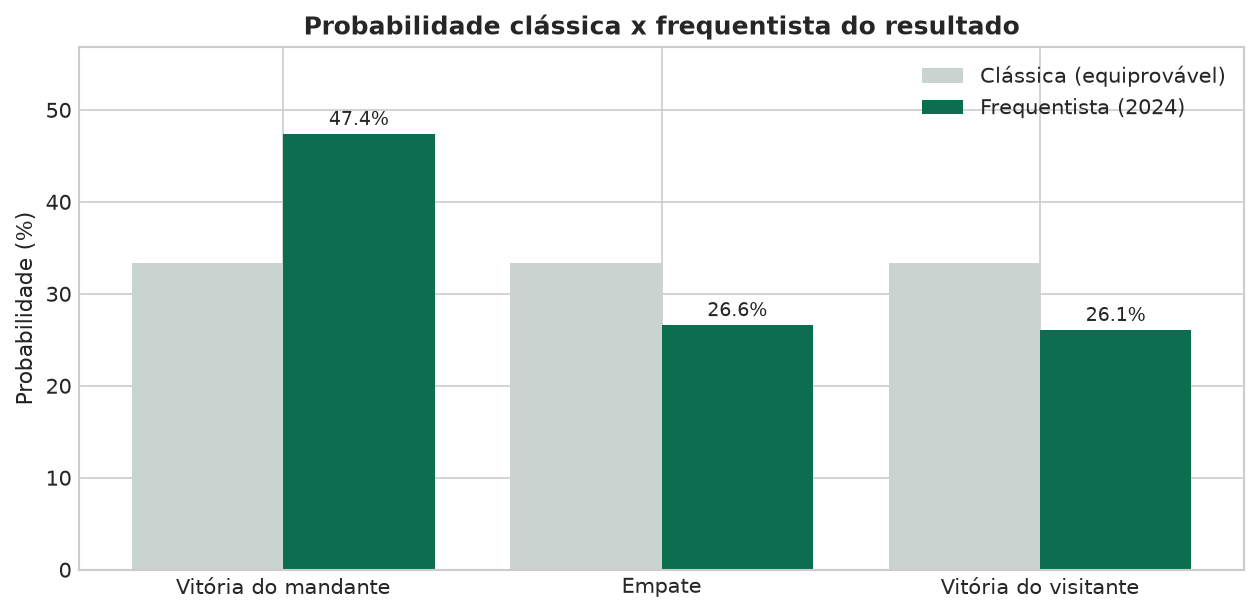 Probabilidade clássica x frequentista do resultado
Clássica (equiprovável)
Frequentista (2024)
Probabilidade (%)
50
40
30
20
10
0
47.4%
26.6%
26.1%
Vitória do mandante
Empate
Vitória do visitante